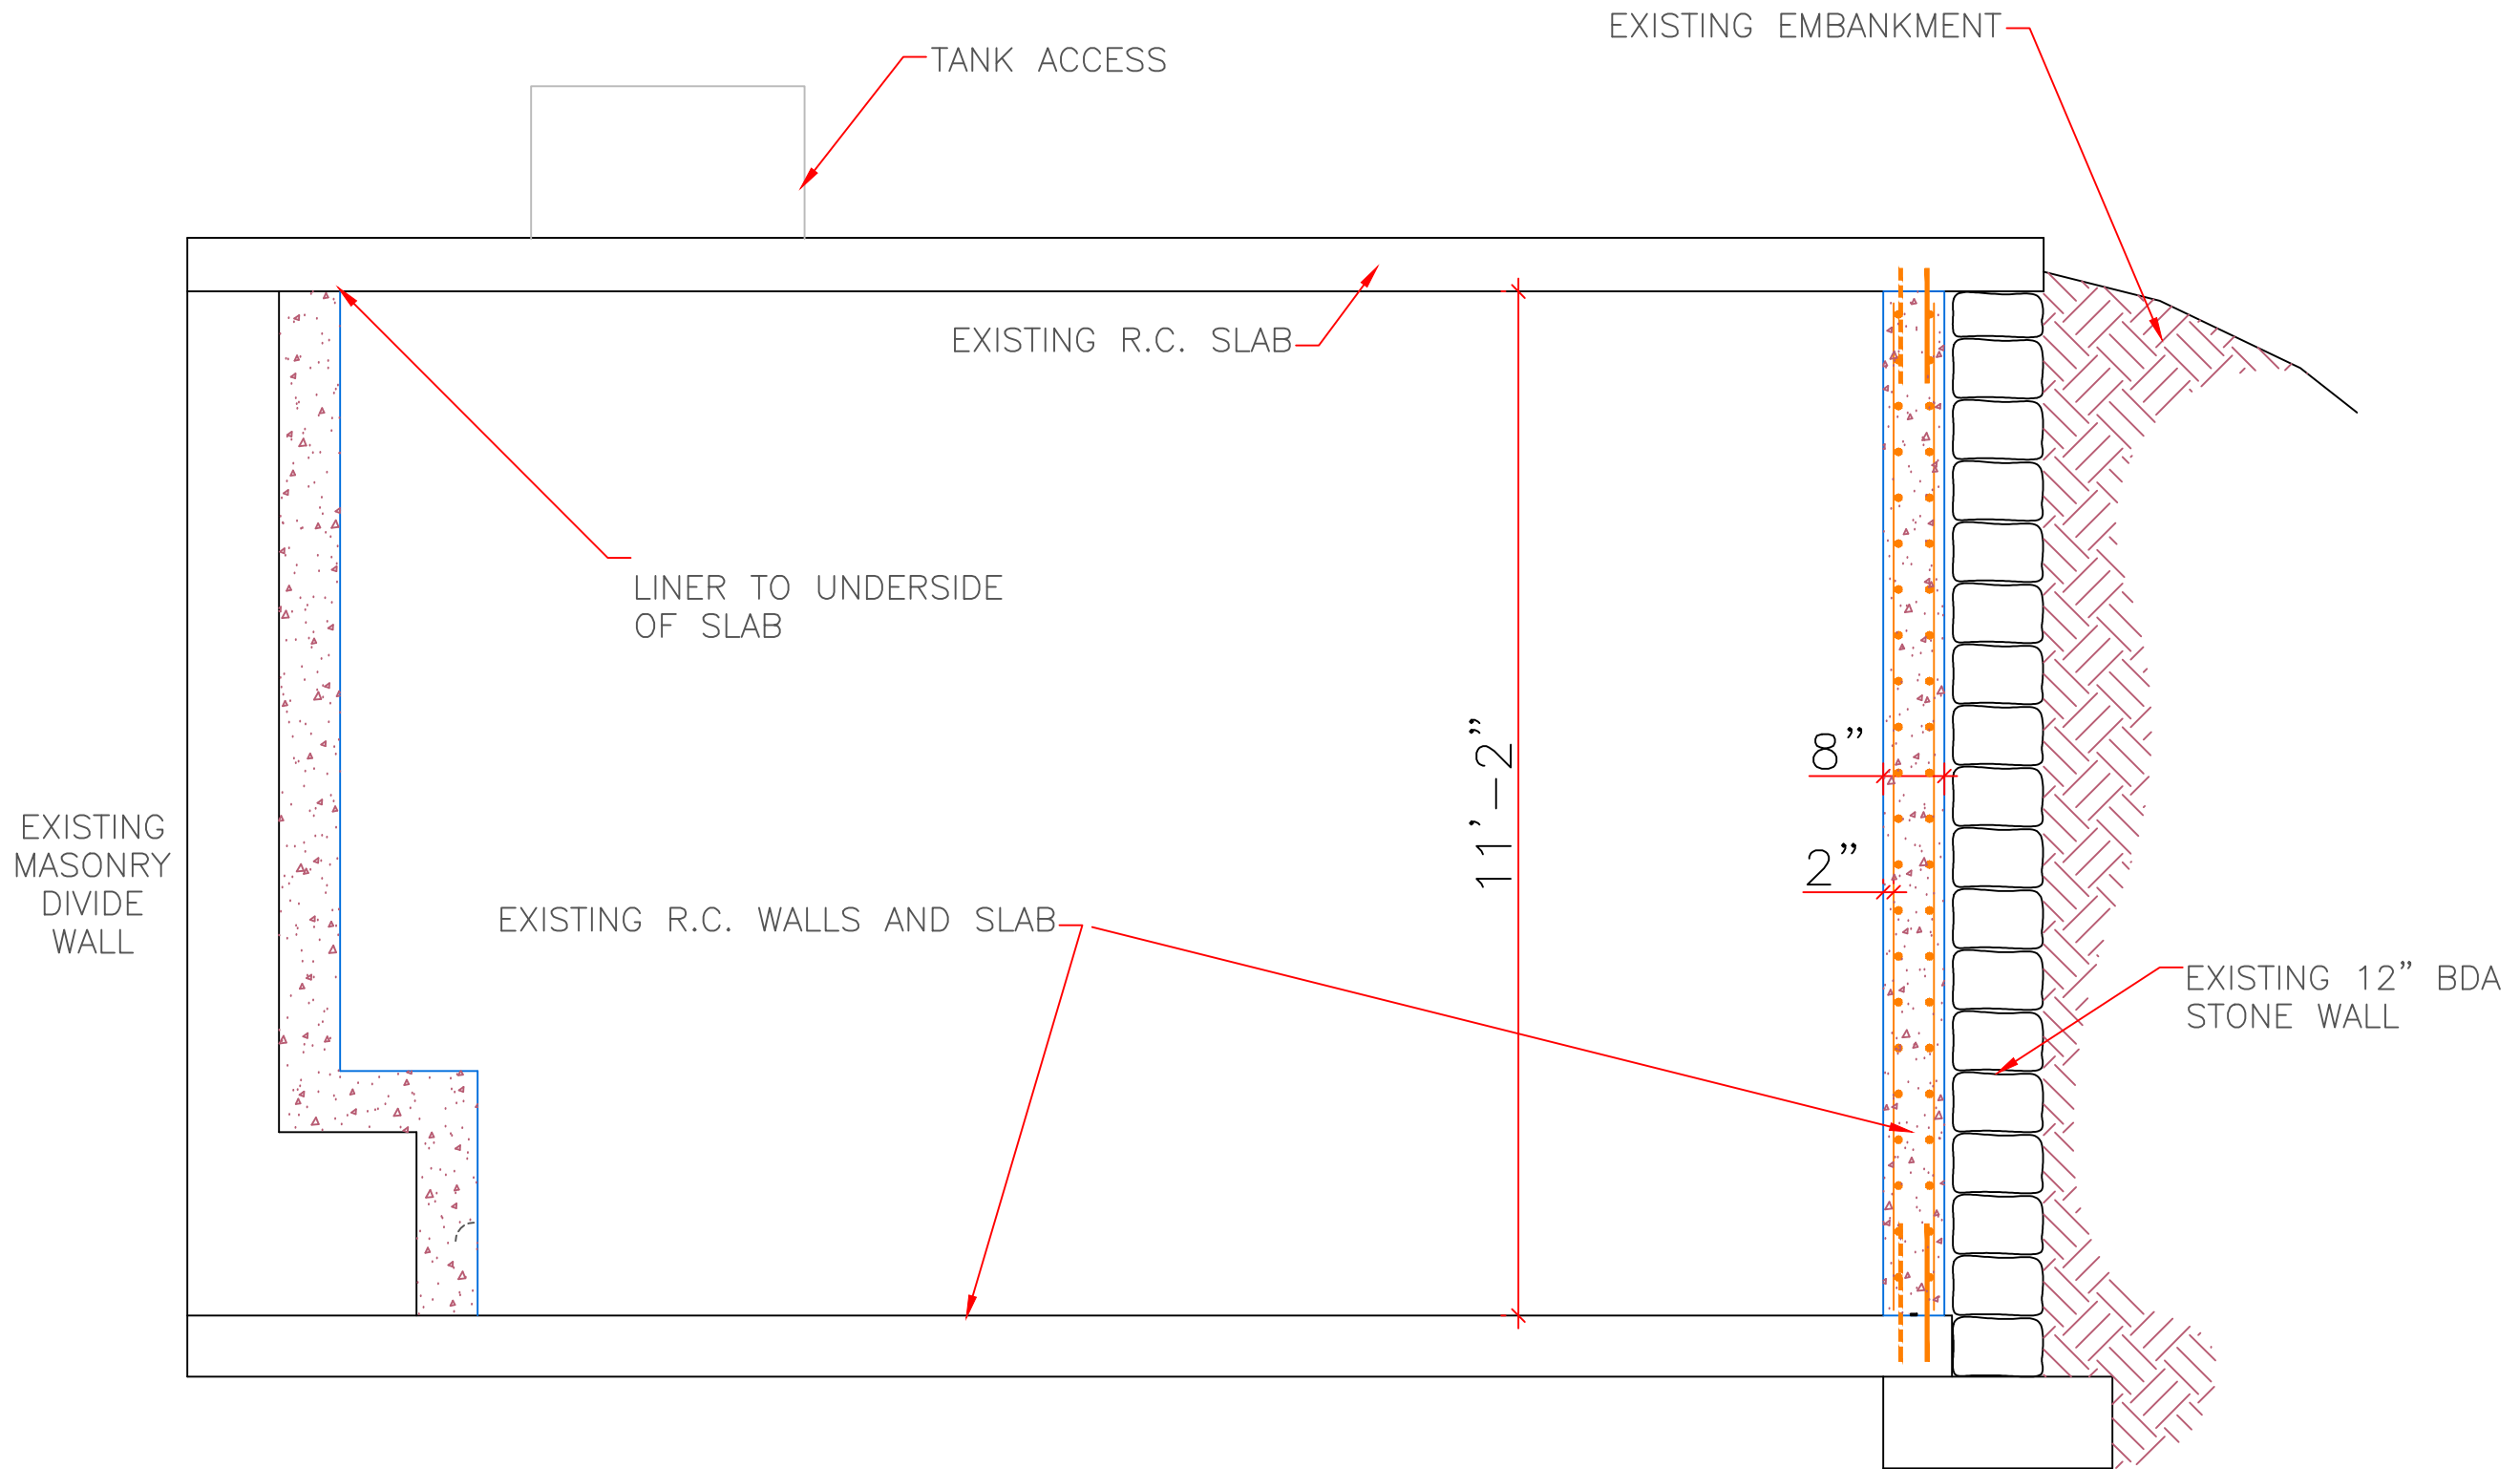 EXISTING EMBANKMENT
TANK ACCESS
EXISTING R.C. SLAB
LINER TO UNDERSIDE
OF SLAB
11'-2"
8"
2"
EXISTING
MASONRY
DIVIDE
WALL
EXISTING R.C. WALLS AND SLAB
EXISTING 12" BDA
STONE WALL